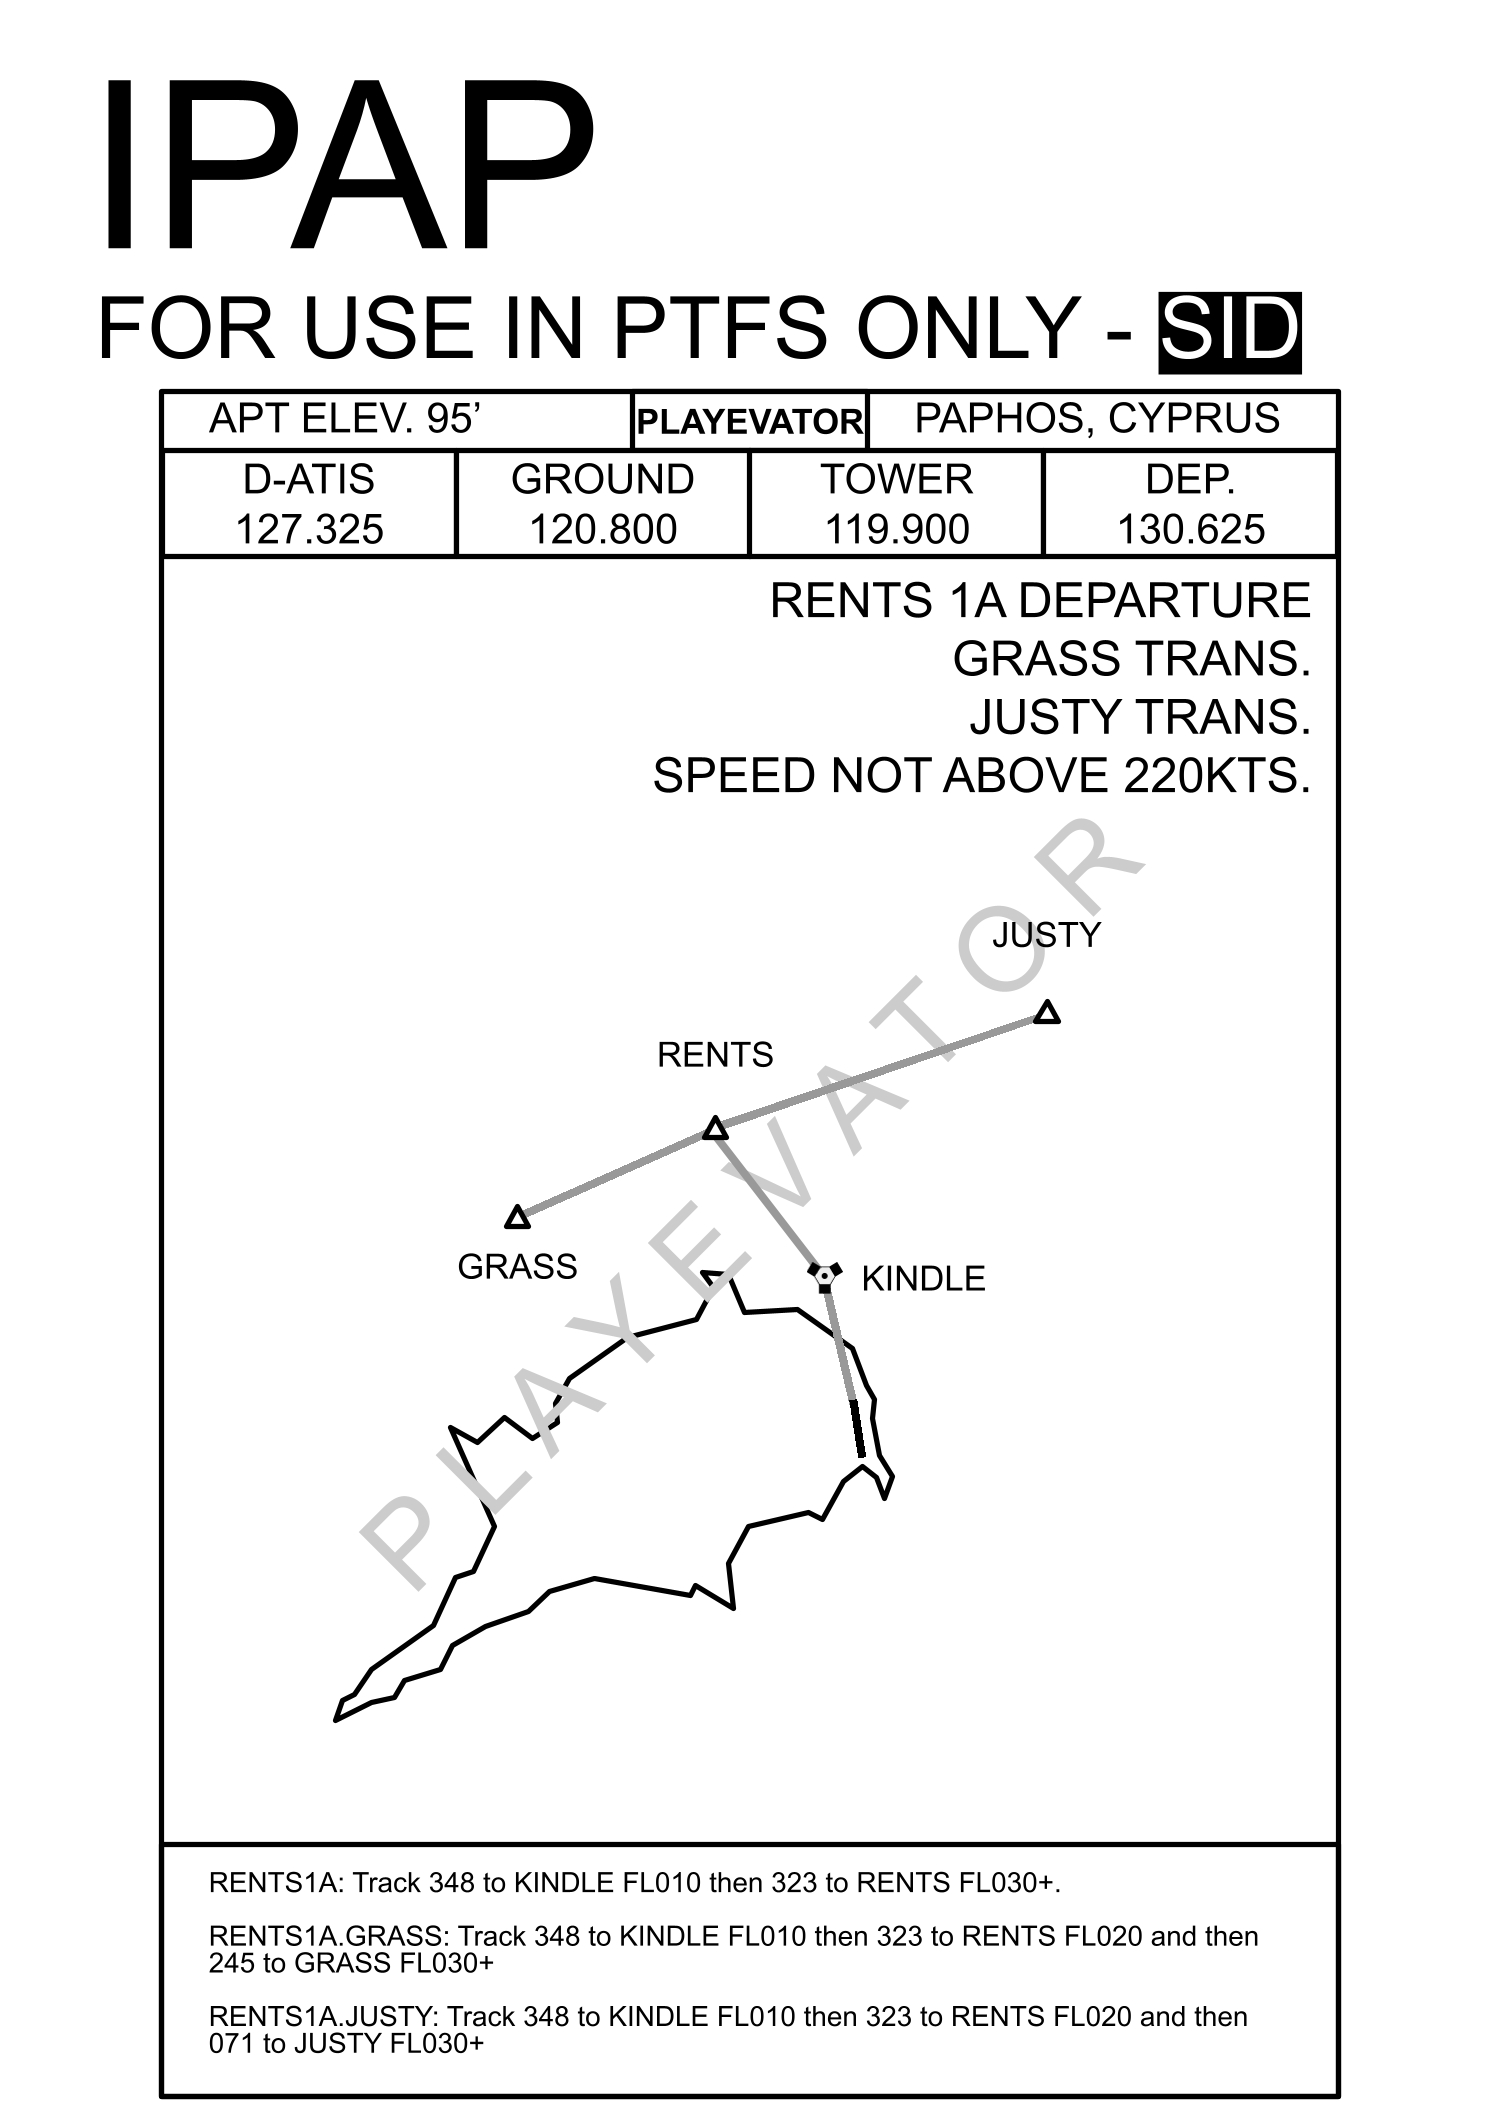 IPAP
FOR USE IN PTFS ONLY - SID
APT ELEV. 95’
PLAYEVATOR
PAPHOS, CYPRUS
D-ATIS
127.325
GROUND
120.800
TOWER
119.900
DEP.
130.625
RENTS 1A DEPARTURE
GRASS TRANS.
JUSTY TRANS.
SPEED NOT ABOVE 220KTS.
PLAYEVATOR
JUSTY
RENTS
GRASS
KINDLE
RENTS1A: Track 348 to KINDLE FL010 then 323 to RENTS FL030+.
RENTS1A.GRASS: Track 348 to KINDLE FL010 then 323 to RENTS FL020 and then
245 to GRASS FL030+
RENTS1A.JUSTY: Track 348 to KINDLE FL010 then 323 to RENTS FL020 and then
071 to JUSTY FL030+